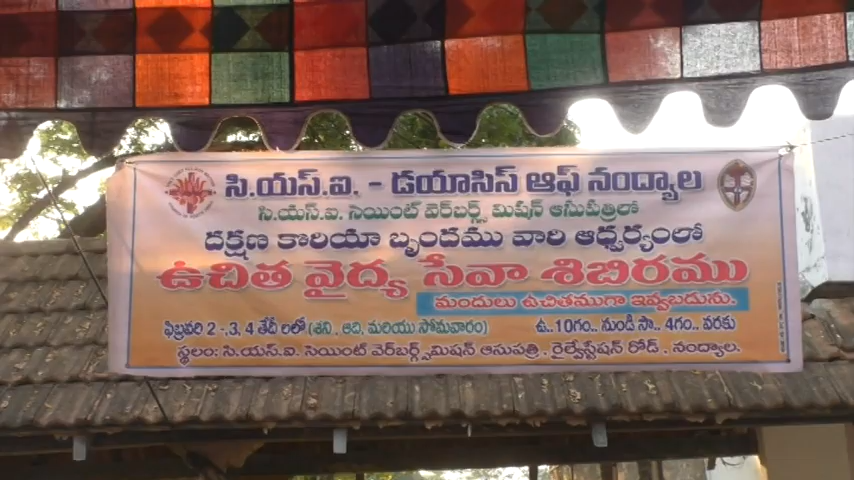 సి.యస్.ఐ. - డయాసిస్ ఆఫ్ నంద్యాల
సి.యస్.ఐ. సెయింట్ వెర్‌బర్గ్స్ మిషన్ ఆసుపత్రిలో
దక్షణ కొరియా బృందము వారి ఆధ్వర్యంలో
ఉచిత వైద్య సేవా శిబిరము
మందులు ఉచితముగా ఇవ్వబడును.
ఫిబ్రవరి 2 -,3, 4 తేదీ లలో (శని, ఆది, మరియు సోమవారం) ఉ..10గం.. నుండి సా.. 4గం.. వరకు
స్థలం: సి.యస్.ఐ. సెయింట్ వెర్‌బర్గ్స్‌మిషన్ ఆసుపత్రి . రైల్వేస్టేషన్ రోడ్ . నంద్యాల.